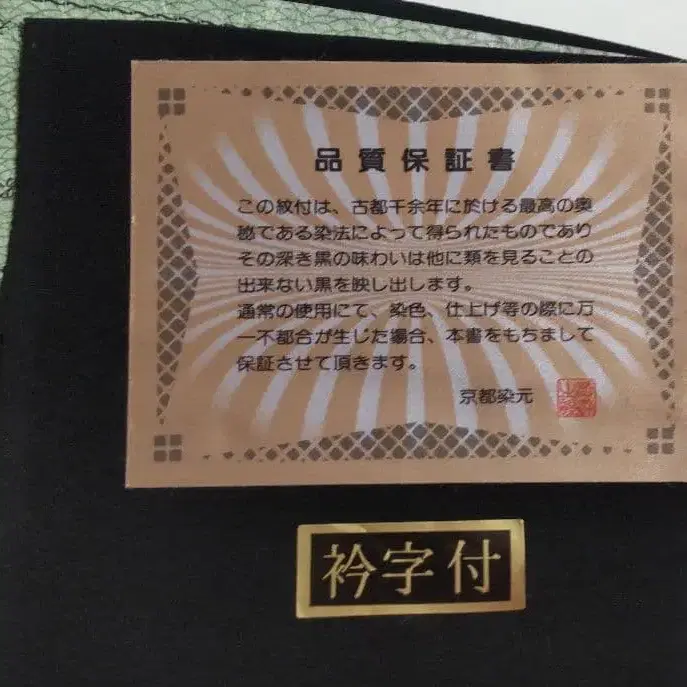 品質保証書
この紋付は、古都千余年に於ける最高の奥
秘である染法によって得られたものであり
その深き黒の味わいは他に類を見ることの
出来ない黒を映し出します。
通常の使用にて、染色、仕上げ等の際に万
一不都合が生じた場合、本書をもちまして
保証させて頂きます。
京都染元
衿字付